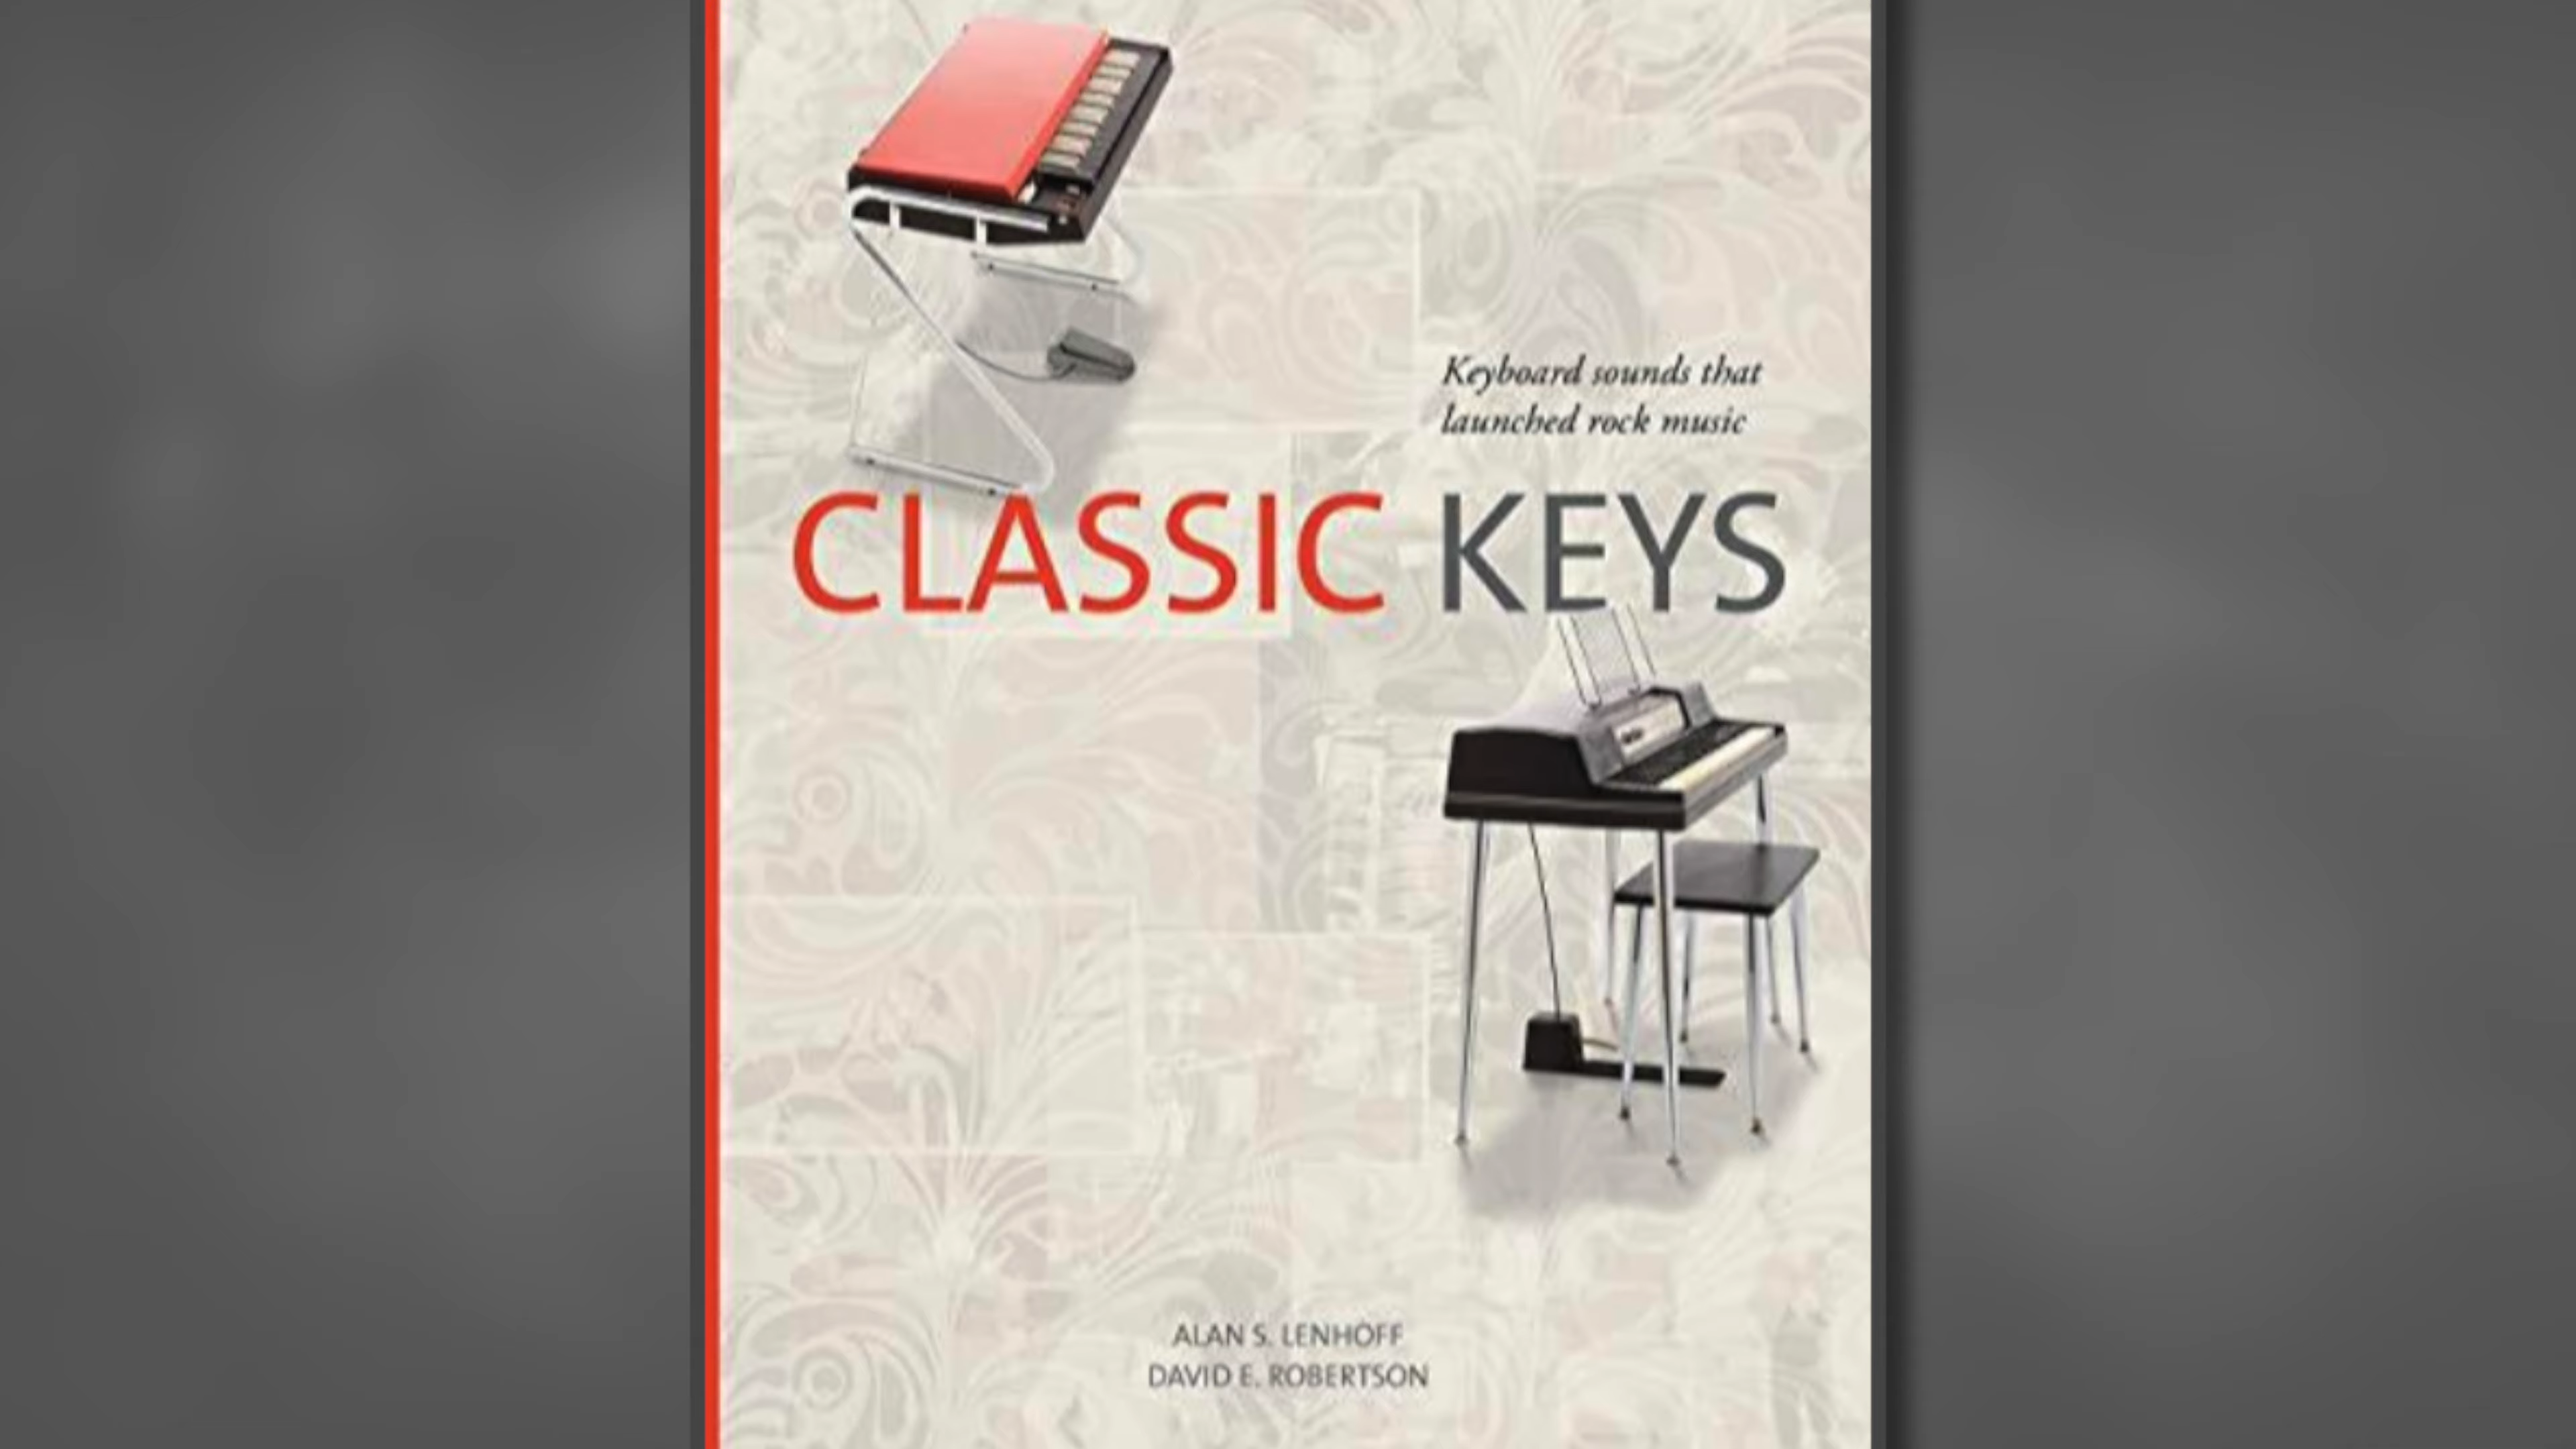 Keyboard sounds that
launched rock music
CLASSIC KEYS
ALAN S. LENHOFF
DAVID E. ROBERTSON